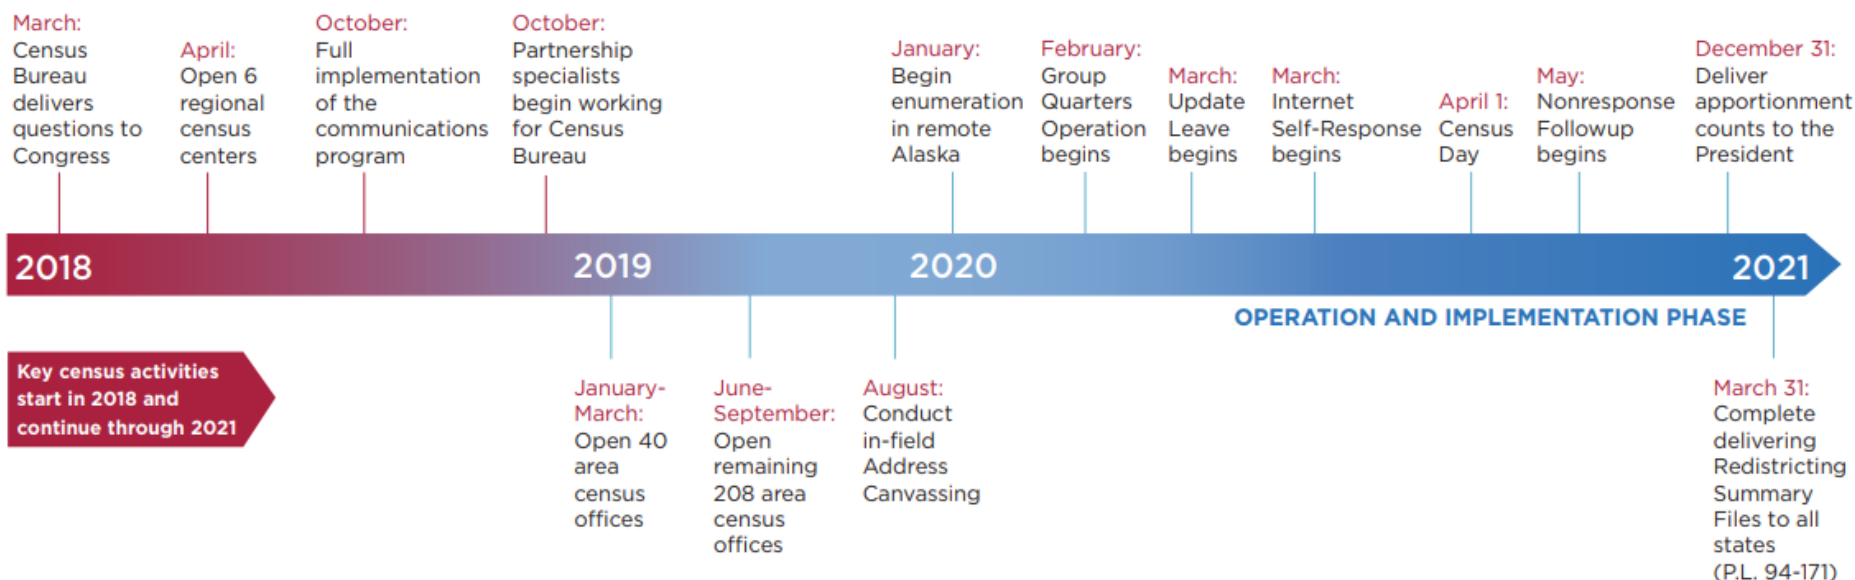 March:
Census
Bureau
delivers
questions to
Congress
April:
Open 6
regional
census
centers
October:
Full
implementation
of the
communications
program
October:
Partnership
specialists
begin working
for Census
Bureau
January:
Begin
enumeration
in remote
Alaska
February:
Group
Quarters
Operation
begins
March:
Update
Leave
begins
March:
Internet
Self-Response
begins
April 1:
Census
Day
May:
Nonresponse
Followup
begins
December 31:
Deliver
apportionment
counts to the
President
2018
2019
2020
2021
OPERATION AND IMPLEMENTATION PHASE
Key census activities
start in 2018 and
continue through 2021
January-
March:
Open 40
area
census
offices
June-
September:
Open
remaining
208 area
census
offices
August:
Conduct
in-field
Address
Canvassing
March 31:
Complete
delivering
Redistricting
Summary
Files to all
states
(P.L. 94-171)